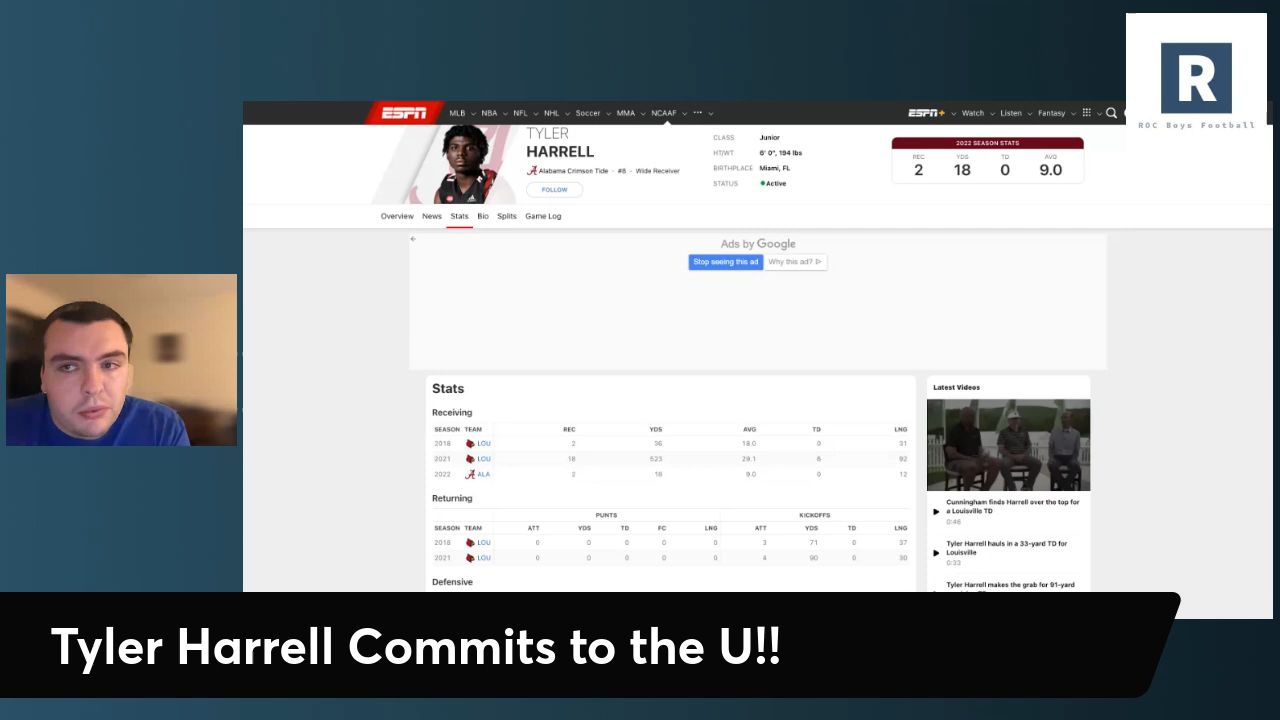 R
ROC Boys Football
ESPN MLB NBA NFL NHL Soccer MMA NCAAF ... ESPN+ Watch Listen Fantasy
TYLER
HARRELL
Alabama Crimson Tide · #8 · Wide Receiver
FOLLOW
CLASS Junior
HT/WT 6' 0", 194 lbs
BIRTHPLACE Miami, FL
STATUS Active
2022 SEASON STATS
REC YDS TD AVG
2 18 0 9.0
Overview News Stats Bio Splits Game Log
Ads by Google
Stop seeing this ad Why this ad?
Stats
Receiving
SEASON TEAM REC YDS AVG TD LNG
2018 LOU 2 36 18.0 0 31
2021 LOU 18 523 29.1 6 92
2022 ALA 2 18 9.0 0 12
Returning
PUNTS KICKOFFS
SEASON TEAM ATT YDS TD FC LNG ATT YDS TD LNG
2018 LOU 0 0 0 0 0 3 71 0 37
2021 LOU 0 0 0 0 0 4 90 0 30
Defensive
Latest Videos
Cunningham finds Harrell over the top for
a Louisville TD
0:46
Tyler Harrell hauls in a 33-yard TD for
Louisville
0:33
Tyler Harrell makes the grab for 91-yard
Tyler Harrell Commits to the U!!